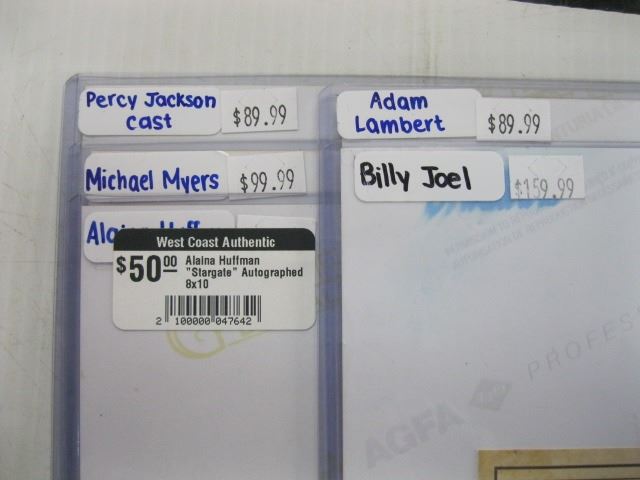 Percy Jackson
cast
$89.99
Adam
Lambert
$89.99
Michael Myers
$99.99
Billy Joel
$159.99
West Coast Authentic
$50.00
Alaina Huffman
"Stargate" Autographed
8x10
2 100000 047642
AGFA
PROFES